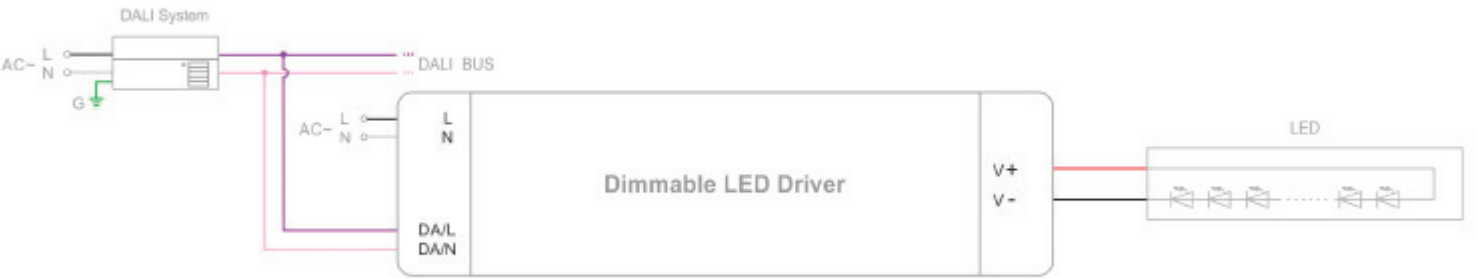 DALI System
AC~ L
N
G
DALI BUS
AC~ L
N
L
N
Dimmable LED Driver
DA/L
DA/N
V+
V-
LED